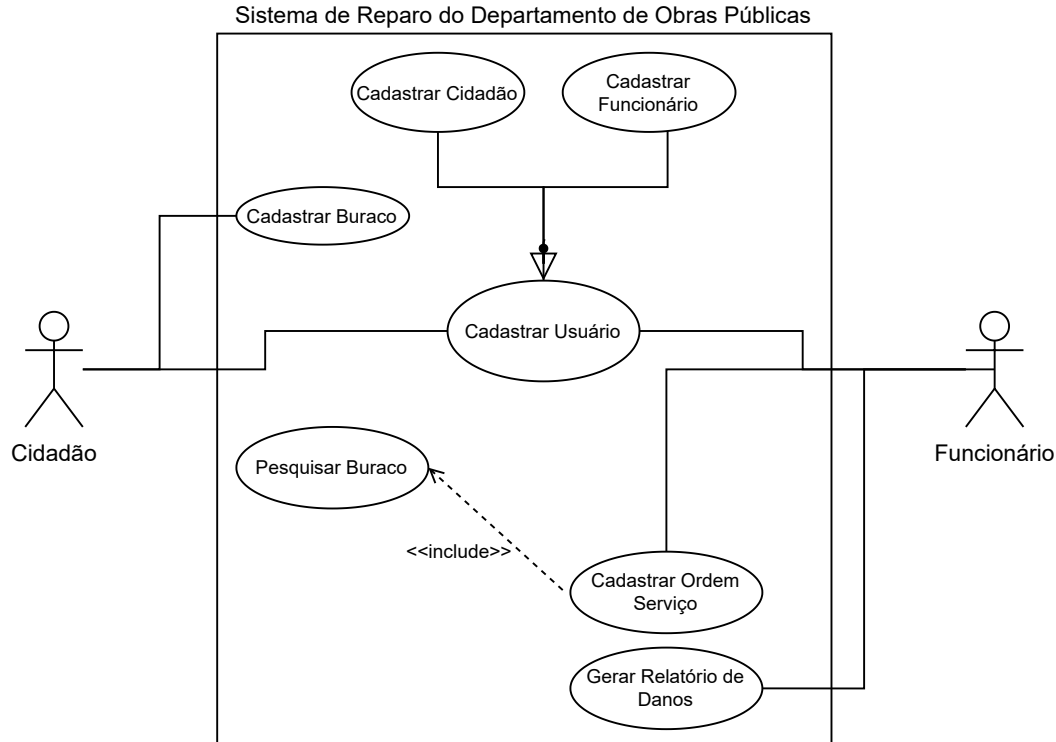 Sistema de Reparo do Departamento de Obras Públicas
Cadastrar Cidadão
Cadastrar
Funcionário
Cadastrar Buraco
Cadastrar Usuário
Cidadão
Funcionário
Pesquisar Buraco
<<include>>
Cadastrar Ordem
Serviço
Gerar Relatório de
Danos